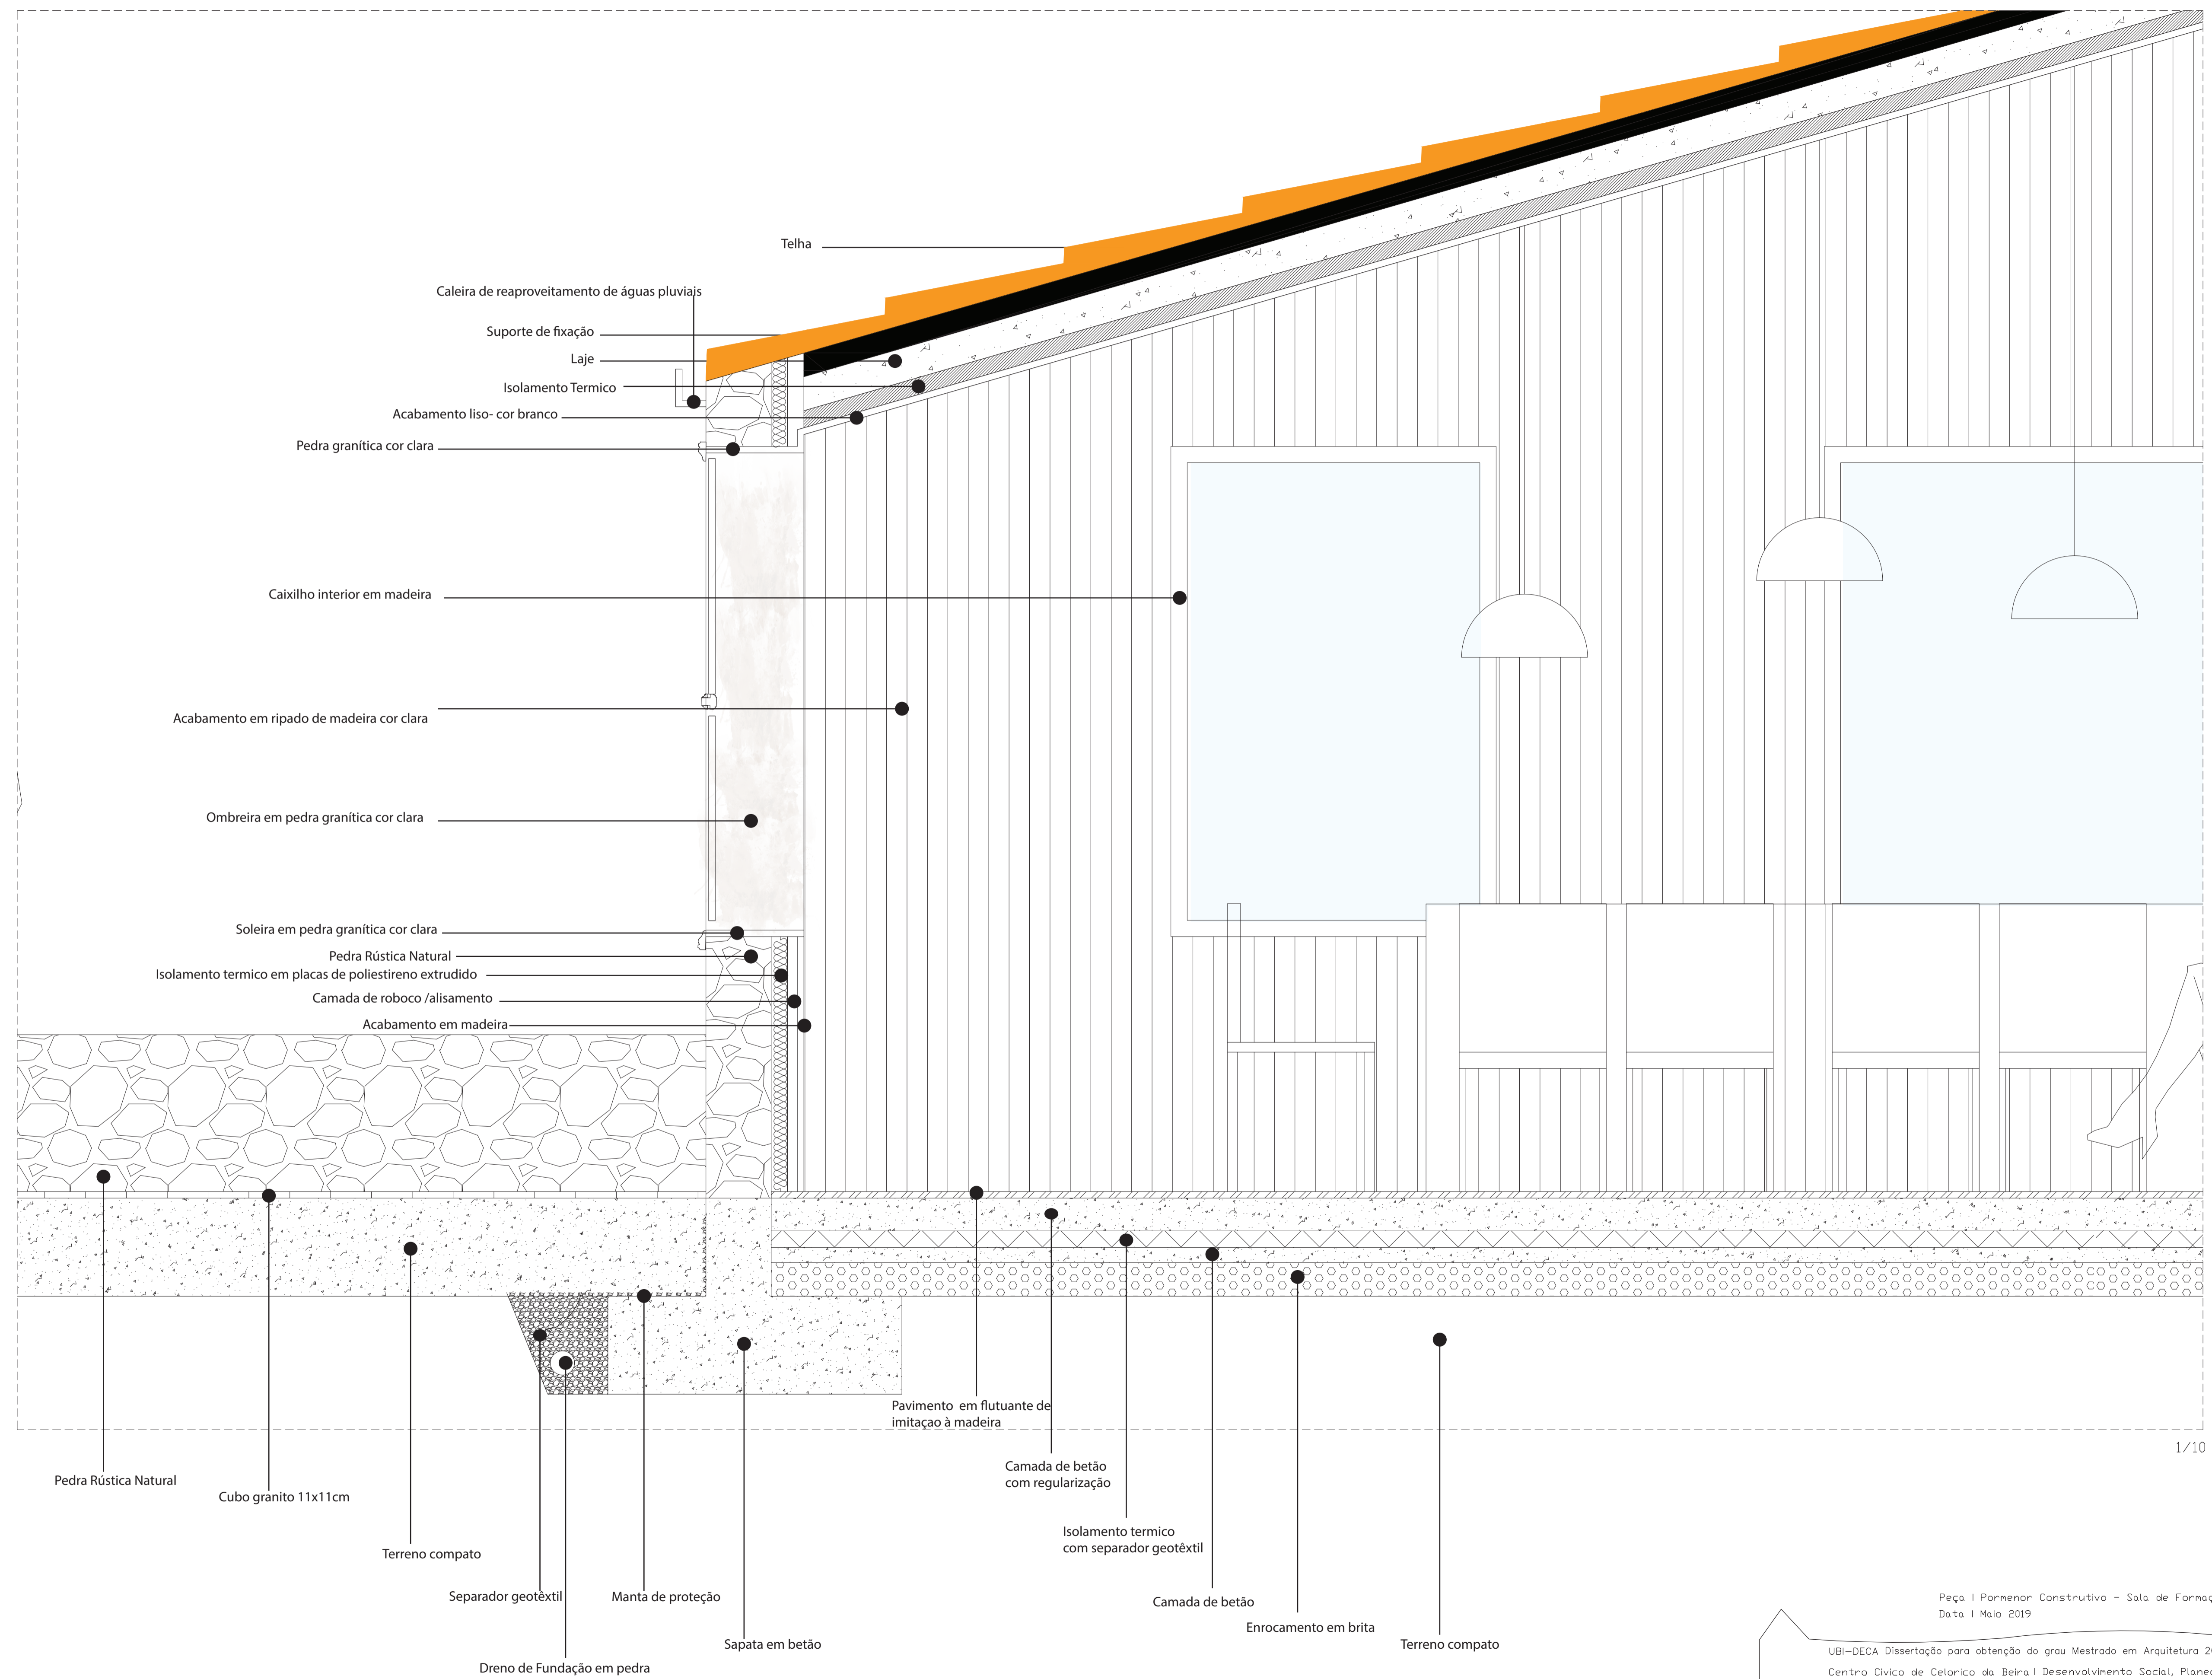 Telha
Caleira de reaproveitamento de águas pluviais
Suporte de fixação
Laje
Isolamento Termico
Acabamento liso- cor branco
Pedra granítica cor clara
Caixilho interior em madeira
Acabamento em ripado de madeira cor clara
Ombreira em pedra granítica cor clara
Soleira em pedra granítica cor clara
Pedra Rústica Natural
Isolamento termico em placas de poliestireno extrudido
Camada de roboco /alisamento
Acabamento em madeira
Pavimento em flutuante de
imitaçao à madeira
1/10
Camada de betão
com regularização
Pedra Rústica Natural
Cubo granito 11x11cm
Isolamento termico
com separador geotêxtil
Terreno compato
Separador geotêxtil
Manta de proteção
Camada de betão
Enrocamento em brita
Sapata em betão
Terreno compato
Dreno de Fundação em pedra
Peça | Pormenor Construtivo - Sala de
Data | Maio 2019
UBI-DECA Dissertação para obtenção do grau Mestrado em Arquitetura
Centro Civico de Celorico da Beira | Desenvolvimento Social,